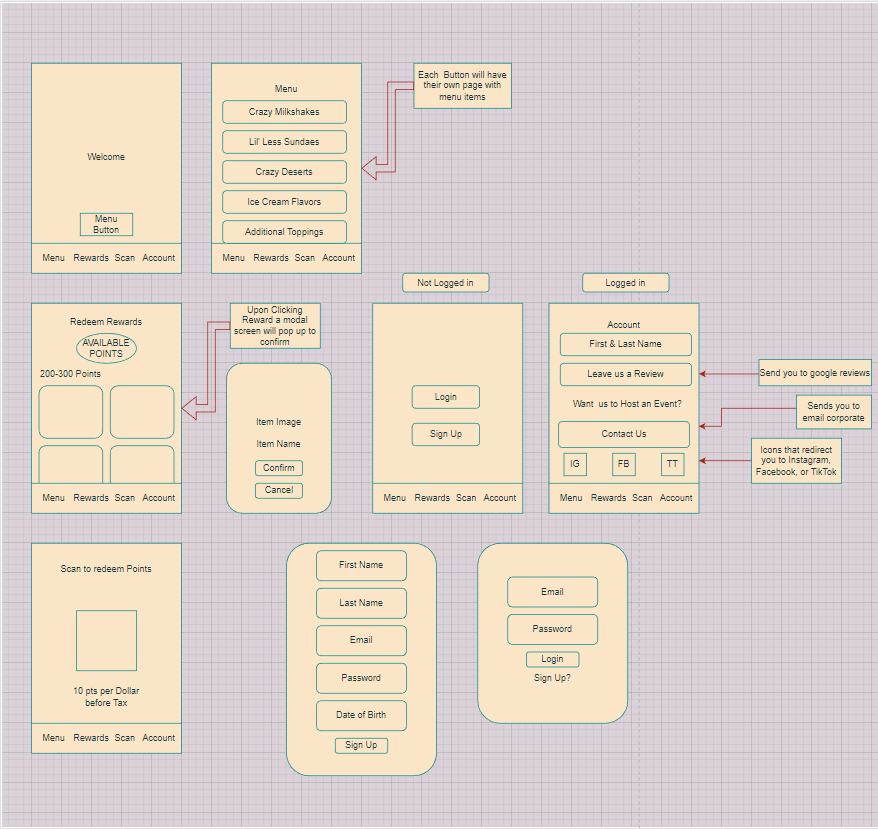 Welcome
Menu
Button
Menu Rewards Scan Account
Menu
Crazy Milkshakes
Lil' Less Sundaes
Crazy Deserts
Ice Cream Flavors
Additional Toppings
Menu Rewards Scan Account
Each Button will have
their own page with
menu items
Redeem Rewards
AVAILABLE
POINTS
200-300 Points
Menu Rewards Scan Account
Upon Clicking
Reward a modal
screen will pop up to
confirm
Item Image
Item Name
Confirm
Cancel
Not Logged in
Login
Sign Up
Menu Rewards Scan Account
Logged in
Account
First & Last Name
Leave us a Review
Want us to Host an Event?
Contact Us
IG FB TT
Menu Rewards Scan Account
Send you to google reviews
Sends you to
email corporate
Icons that redirect
you to Instagram,
Facebook, or TikTok
Scan to redeem Points
10 pts per Dollar
before Tax
Menu Rewards Scan Account
First Name
Last Name
Email
Password
Date of Birth
Sign Up
Email
Password
Login
Sign Up?